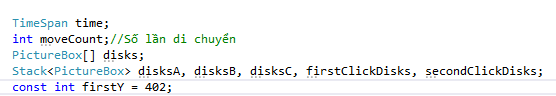 TimeSpan time;
int moveCount;//Số lần di chuyển
PictureBox[] disks;
Stack<PictureBox> disksA, disksB, disksC, firstClickDisks, secondClickDisks;
const int firstY = 402;